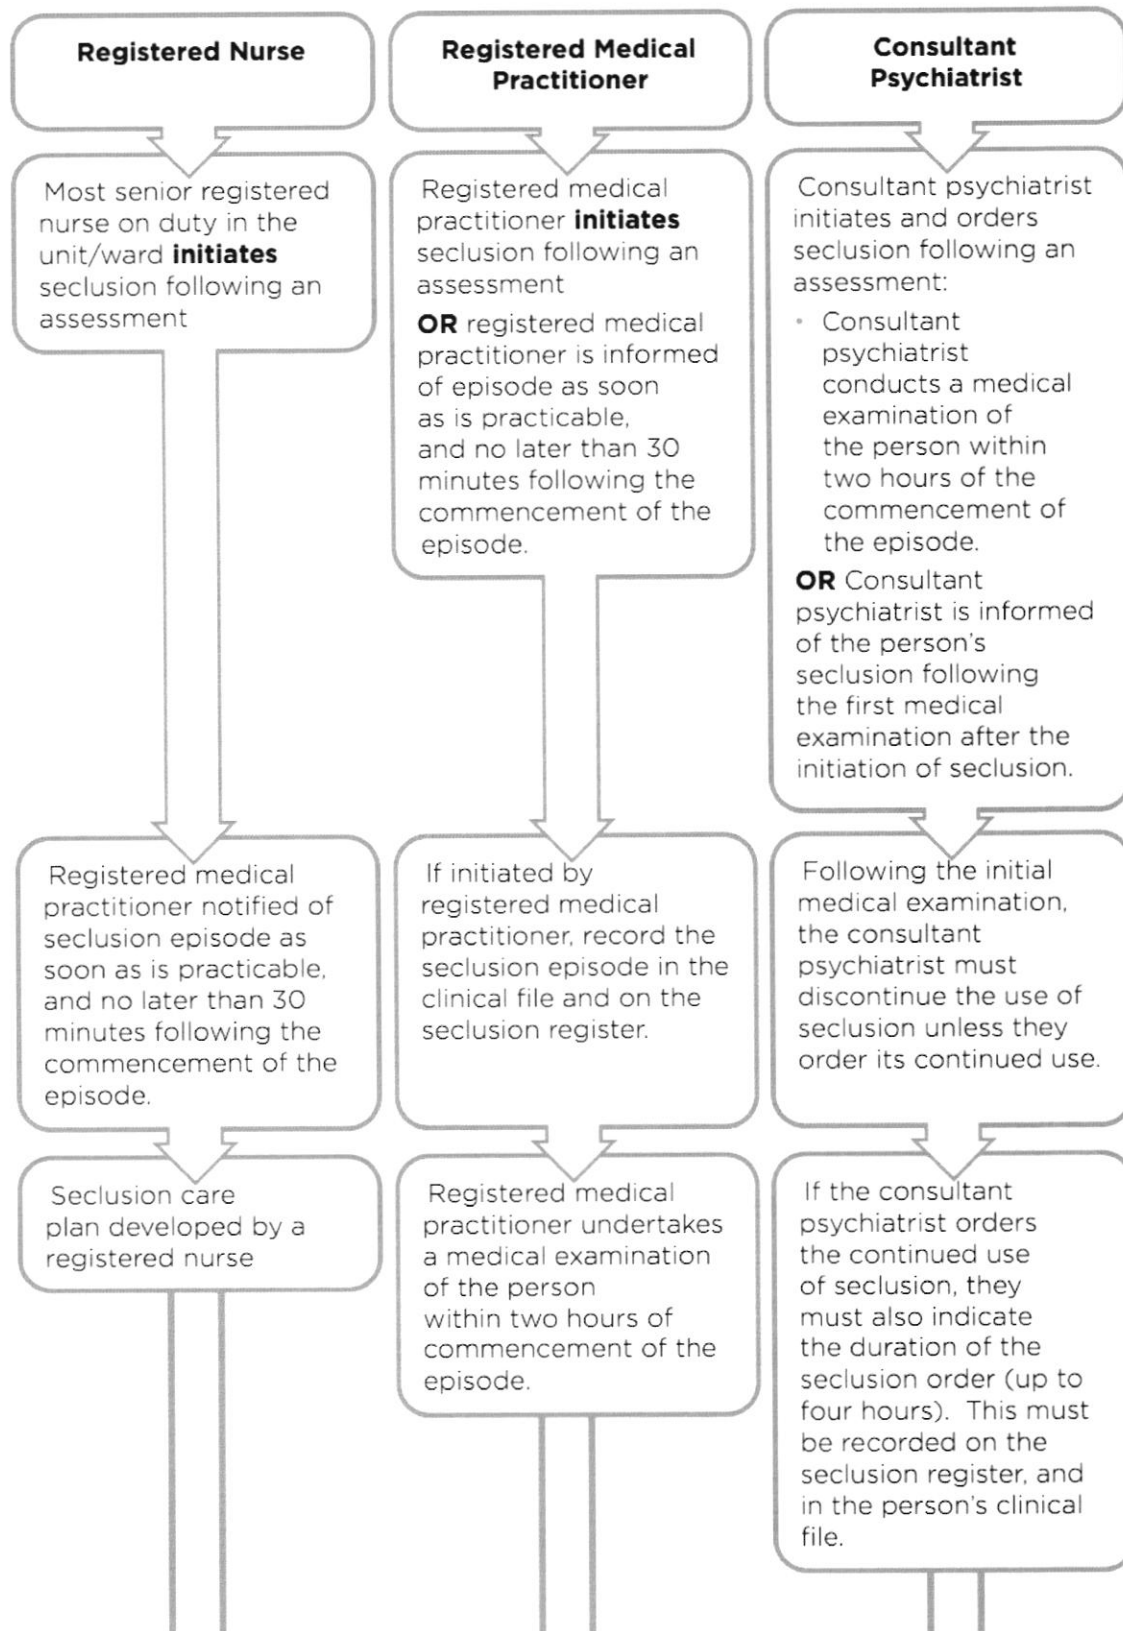 Registered Nurse
Most senior registered
nurse on duty in the
unit/ward initiates
seclusion following an
assessment
Registered medical
practitioner notified of
seclusion episode as
soon as is practicable,
and no later than 30
minutes following the
commencement of the
episode.
Seclusion care
plan developed by a
registered nurse
Registered Medical
Practitioner
Registered medical
practitioner initiates
seclusion following an
assessment
OR registered medical
practitioner is informed
of episode as soon
as is practicable,
and no later than 30
minutes following the
commencement of the
episode.
If initiated by
registered medical
practitioner, record the
seclusion episode in the
clinical file and on the
seclusion register.
Registered medical
practitioner undertakes
a medical examination
of the person
within two hours of
commencement of the
episode.
Consultant
Psychiatrist
Consultant psychiatrist
initiates and orders
seclusion following an
assessment:
• Consultant
psychiatrist
conducts a medical
examination of
the person within
two hours of the
commencement of
the episode.
OR Consultant
psychiatrist is informed
of the person's
seclusion following
the first medical
examination after the
initiation of seclusion.
Following the initial
medical examination,
the consultant
psychiatrist must
discontinue the use of
seclusion unless they
order its continued use.
If the consultant
psychiatrist orders
the continued use
of seclusion, they
must also indicate
the duration of the
seclusion order (up to
four hours). This must
be recorded on the
seclusion register, and
in the person's clinical
file.